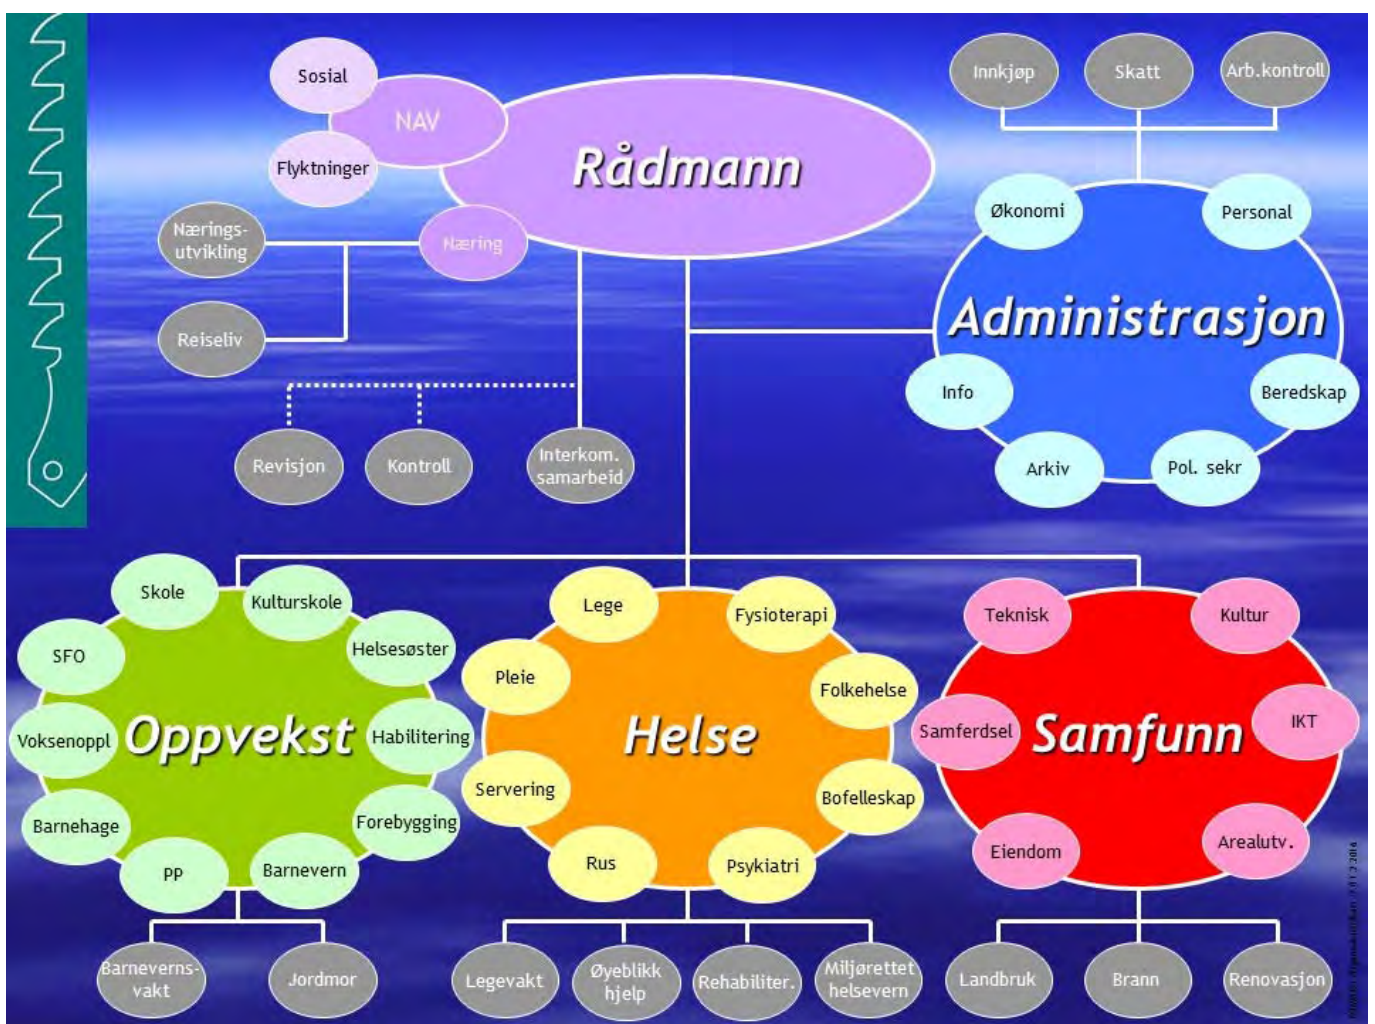 Sosial
NAV
Flyktninger
Rådmann
Nærings-
utvikling
Næring
Reiseliv
Revisjon
Kontroll
Interkom.
samarbeid
Innkjøp
Skatt
Arb.kontroll
Økonomi
Personal
Administrasjon
Info
Beredskap
Arkiv
Pol. sekr
Skole
Kulturskole
SFO
Helsesøster
Voksenoppl
Oppvekst
Habilitering
Barnehage
Forebygging
PP
Barnevern
Barneverns-
vakt
Jordmor
Lege
Fysioterapi
Pleie
Folkehelse
Helse
Servering
Bofelleskap
Rus
Psykiatri
Legevakt
Øyeblikk
hjelp
Rehabiliter.
Miljørettet
helsevern
Teknisk
Kultur
Samferdsel
Samfunn
IKT
Eiendom
Arealutv.
Landbruk
Brann
Renovasjon